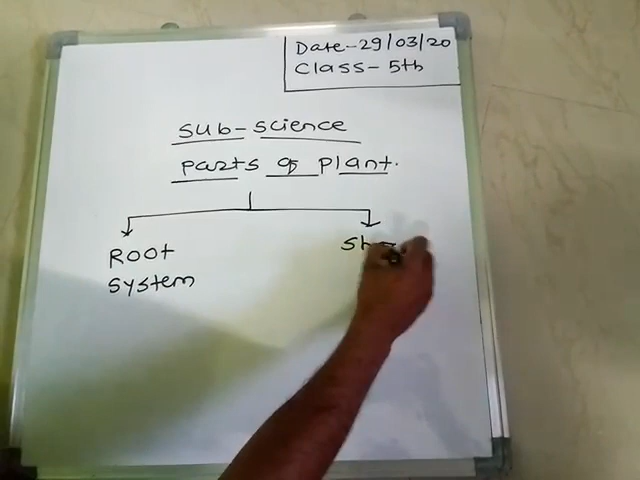 Date-29/03/20
Class-5th
Sub-science
parts of plant.
Root
system